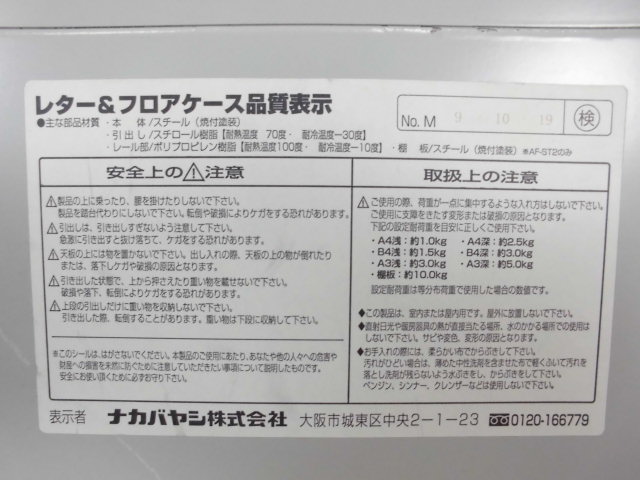 レター&フロアケース品質表示
●主な部品材質・本 体/スチール(焼付塗装)
・引出し/スチロール樹脂【耐熱温度 70度・ 耐冷温度ー30度】
・レール部/ポリプロピレン樹脂【耐熱温度100度・ 耐冷温度ー10度】・棚 板/スチール(焼付塗装)※AF-ST2のみ
No. M 9 10 19 検
安全上の⚠注意
⚠製品の上に乗ったり、腰を掛けたりしないで下さい。
製品を踏台代わりにしないで下さい。転倒や破損によりケガをする恐れがあります。
⚠引出しは、引き出しすぎないよう注意して下さい。
急激に引き出すと抜け落ちて、ケガをする恐れがあります。
⚠天板の上には物を置かないで下さい。出し入れの際、天板の上の物が倒れたり
または、落下しケガや破損の原因となります。
⚠引き出した状態で、上から押さえたり重い物を載せないで下さい。
破損や落下、転倒によりケガをする恐れがあります。
⚠上段の引出しだけに重い物を収納しないで下さい。
引き出した際、転倒することがあります。重い物は下段に収納して下さい。
※このシールは、はがさないでください。本製品のご使用にあたり、あなたや他の人々への危害や
財産への損害を未然に防ぐために注意していただきたい事項について説明したものです。
安全にお使い頂くために必ずお守り下さい。
取扱上の注意
⚠ご使用の際、荷重が一点に集中するような入れ方はしないで下さい。
ご使用に支障をきたす変形または破損の原因となります。
下記の設定耐荷重を目安に正しくご使用下さい。
・A4浅:約1.0kg ・A4深:約2.5kg
・B4浅:約1.5kg ・B4深:約3.0kg
・A3浅:約3.0kg ・A3深:約5.0kg
・棚板:約10.0kg
設定耐荷重は等分布荷重で使用した場合の数値です。
◆この製品は、室内または屋内用です。屋外に放置しないで下さい。
◆直射日光や暖房器具の熱が直接当たる場所、水のかかる場所での使用は
しないで下さい。サビや変色、変形の原因となります。
◆お手入れの際には、柔らかい布でからぶきして下さい。
汚れがひどい場合は、薄めた中性洗剤を含ませた布で軽くふいて汚れを
落とし洗剤が残らないよう水ぶきをし、からぶきをして下さい。
ベンジン、シンナー、クレンザーなどは使用しないで下さい。
表示者 ナカバヤシ株式会社 大阪市城東区中央2-1-23 0120-166779